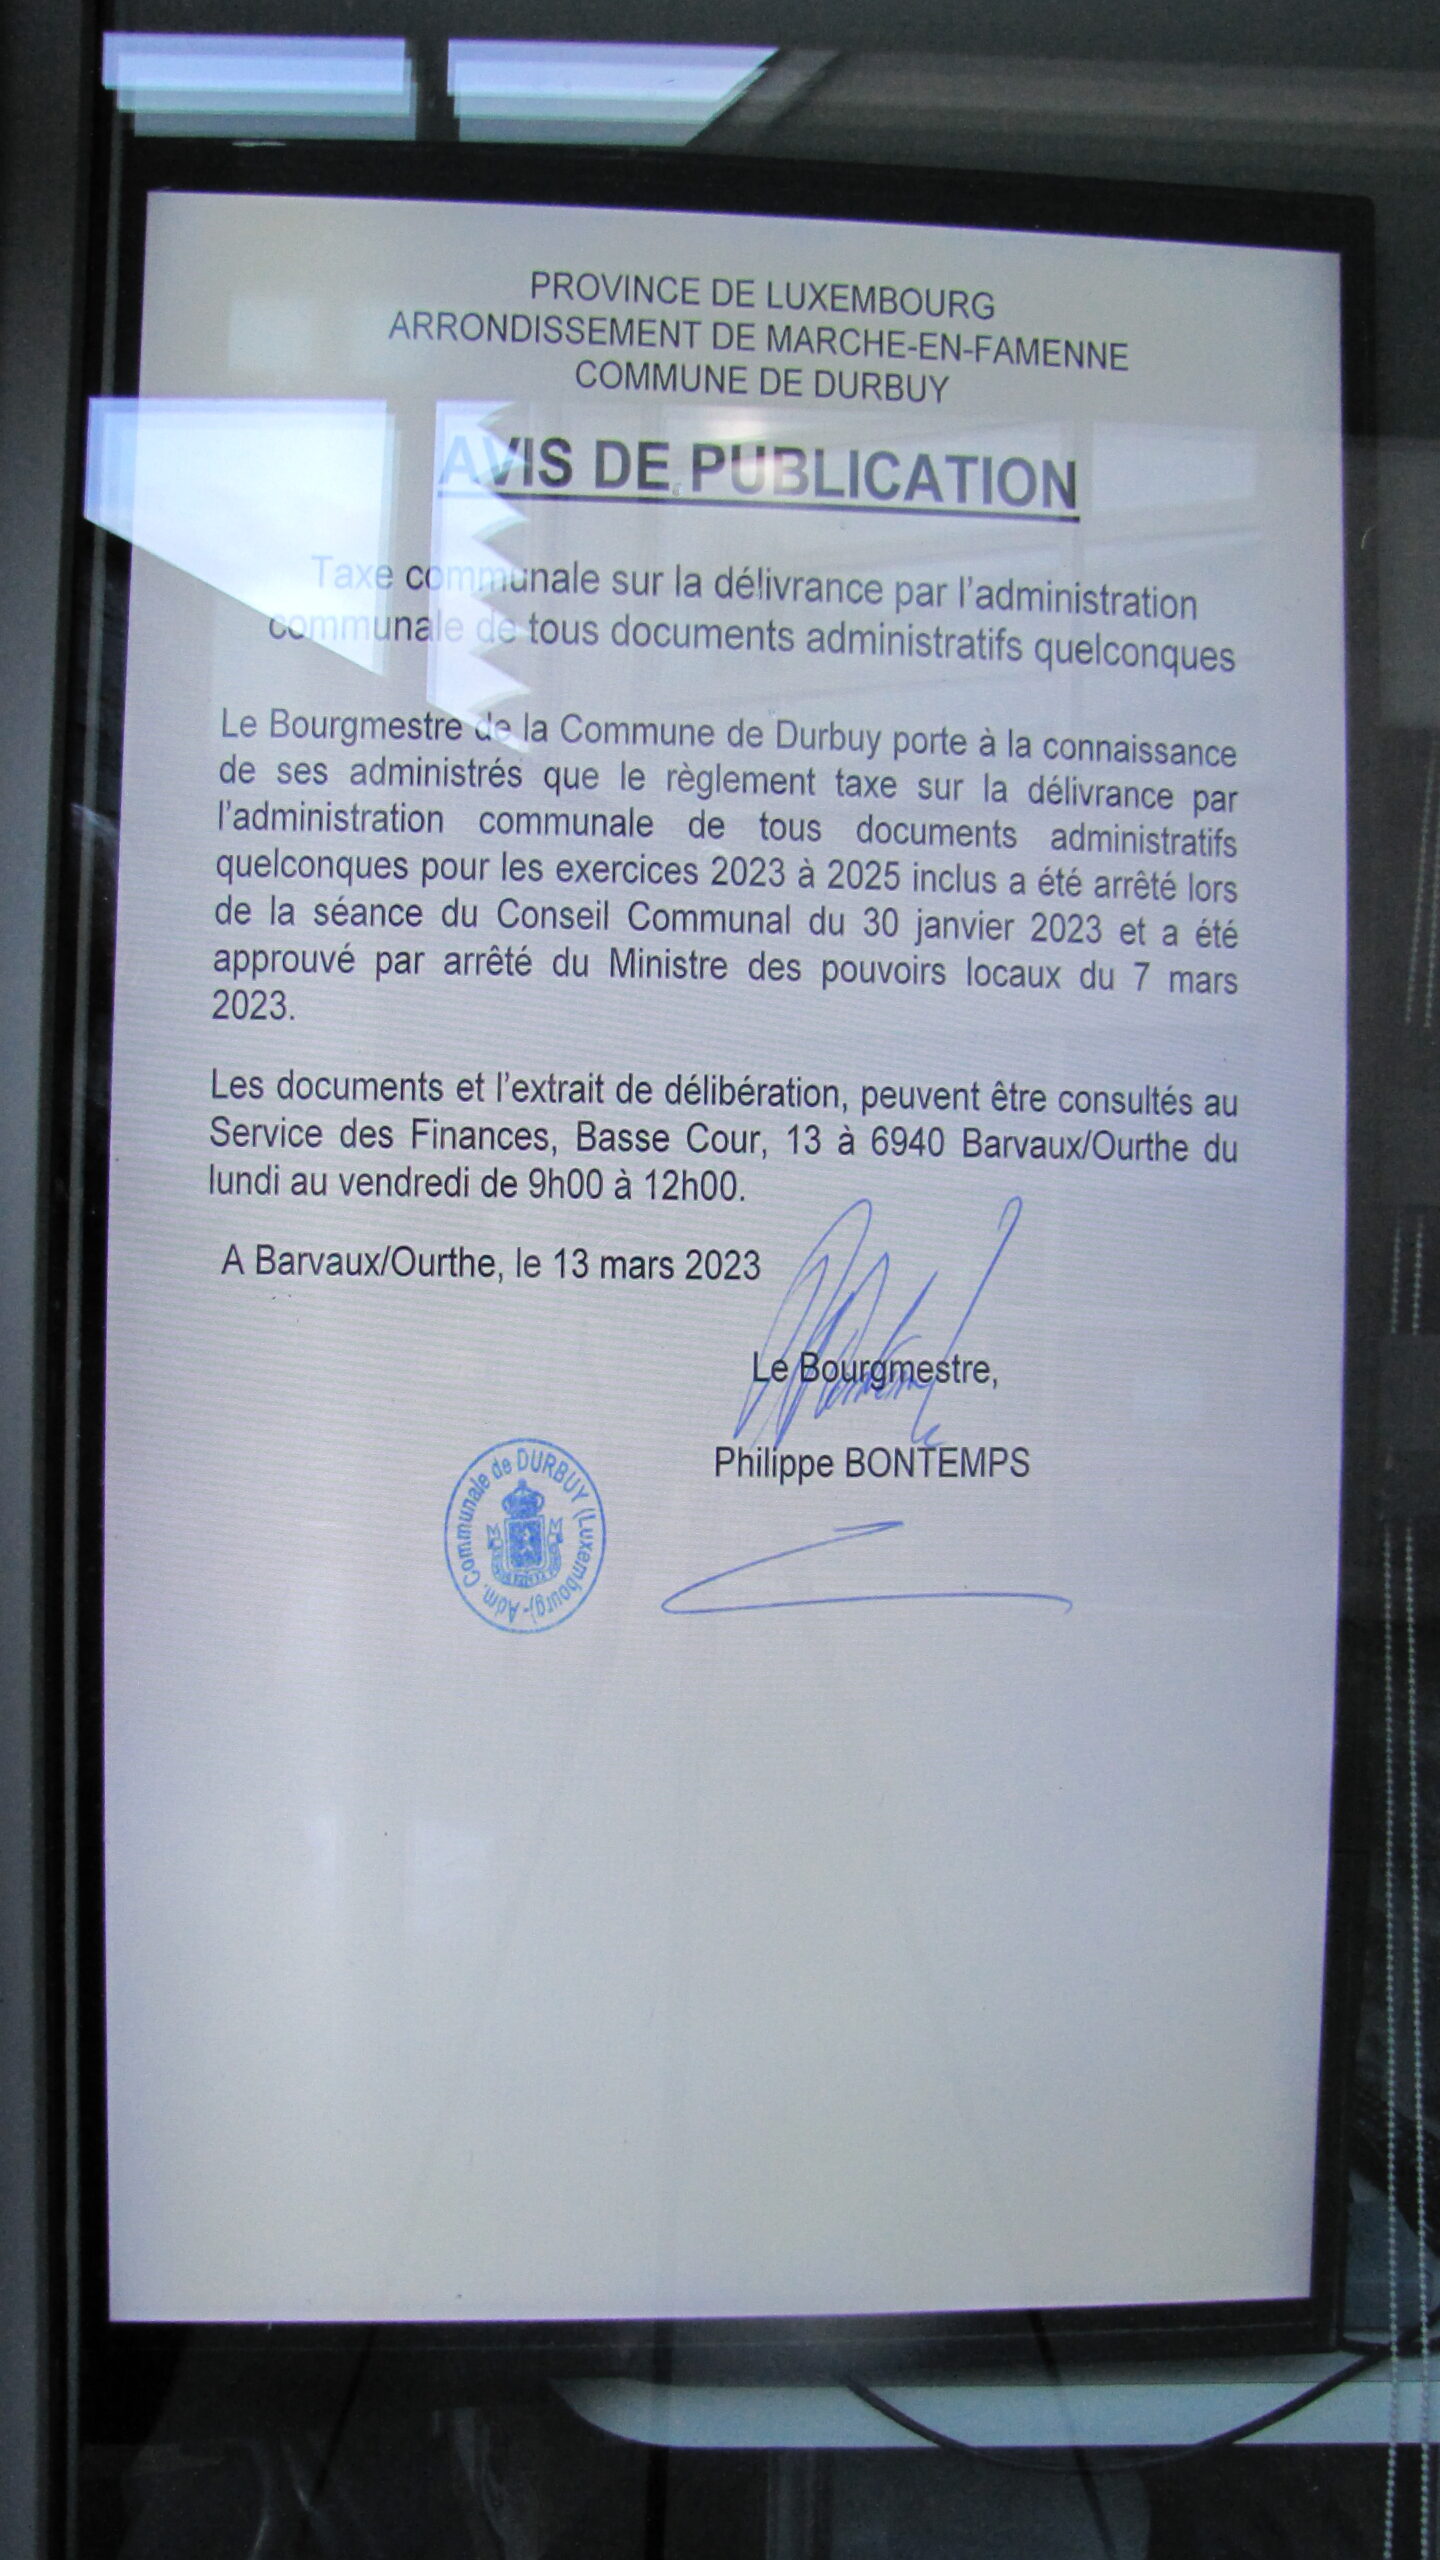 PROVINCE DE LUXEMBOURG
ARRONDISSEMENT DE MARCHE-EN-FAMENNE
COMMUNE DE DURBUY
AVIS DE PUBLICATION
Taxe communale sur la délivrance par l'administration
communale de tous documents administratifs quelconques
Le Bourgmestre de la Commune de Durbuy porte à la connaissance
de ses administrés que le règlement taxe sur la délivrance par
l'administration communale de tous documents administratifs
quelconques pour les exercices 2023 à 2025 inclus a été arrêté lors
de la séance du Conseil Communal du 30 janvier 2023 et a été
approuvé par arrêté du Ministre des pouvoirs locaux du 7 mars
2023.
Les documents et l'extrait de délibération, peuvent être consultés au
Service des Finances, Basse Cour, 13 à 6940 Barvaux/Ourthe du
lundi au vendredi de 9h00 à 12h00.
A Barvaux/Ourthe, le 13 mars 2023
Le Bourgmestre,
Philippe BONTEMPS
Adm. Communale de DURBUY (Luxembourg)-